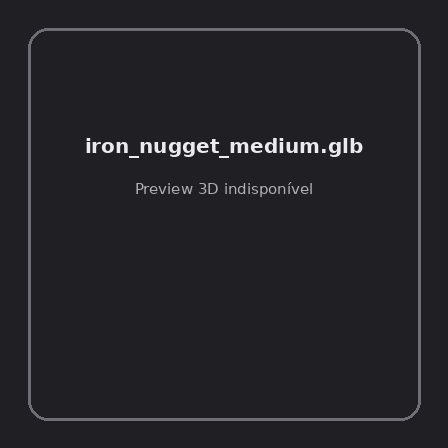 iron_nugget_medium.glb
Preview 3D indisponível